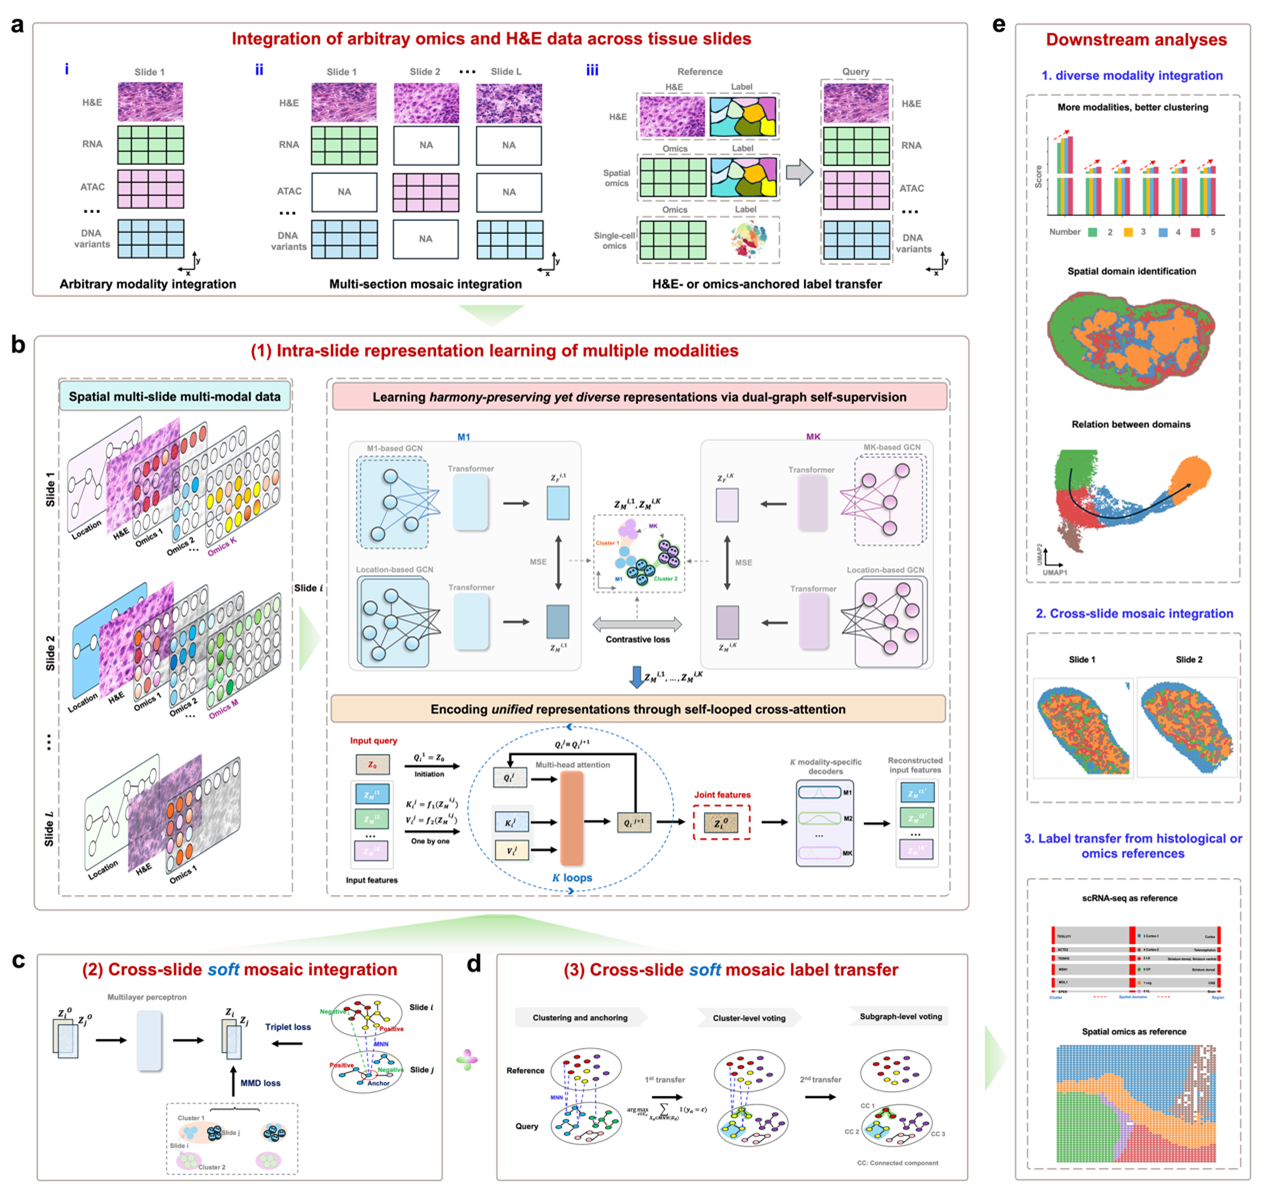 a
Integration of arbitray omics and H&E data across tissue slides
i
Slide 1
H&E
RNA
ATAC
...
DNA variants
y
x
Arbitrary modality integration
ii
Slide 1
Slide 2
...
Slide L
H&E
RNA
NA
NA
ATAC
NA
NA
...
DNA variants
NA
y
x
Multi-section mosaic integration
iii
Reference
Query
H&E
Label
H&E
H&E
Omics
Label
RNA
Spatial omics
ATAC
Omics
Label
...
Single-cell omics
DNA variants
y
x
H&E- or omics-anchored label transfer
b
(1) Intra-slide representation learning of multiple modalities
Spatial multi-slide multi-modal data
Slide 1
Location
H&E
Omics 1
Omics 2
...
Omics K
Slide 2
Location
H&E
Omics 1
Omics 2
...
Omics M
...
Slide L
Location
H&E
Omics 1
Slide i
Learning harmony-preserving yet diverse representations via dual-graph self-supervision
M1
MK
M1-based GCN
Transformer
Z_F^{i,1}
Z_F^{i,K}
Transformer
MK-based GCN
Z_M^{i,1}, Z_M^{i,K}
MK
Cluster 1
M1
Cluster 2
MSE
MSE
Location-based GCN
Transformer
Z_M^{i,1}
Contrastive loss
Z_M^{i,K}
Transformer
Location-based GCN
Z_M^{i,1}, ..., Z_M^{i,K}
Encoding unified representations through self-looped cross-attention
Input query
Z_0
Q_i^1 = Z_0
Initiation
Z_M^{i1}
K_i^j = f_1(Z_M^{i,j})
V_i^j = f_2(Z_M^{i,j})
One by one
...
Input features
Q_i^j = Q_i^{j+1}
Multi-head attention
Q_i^j
K_i^j
V_i^j
Q_i^{j+1}
K loops
Joint features
Z_i^O
K modality-specific decoders
M1
M2
...
MK
Reconstructed input features
...
c
(2) Cross-slide soft mosaic integration
Z_i^O
Z_j^O
Multilayer perceptron
Z_i
Z_j
Triplet loss
MMD loss
Slide i
Negative
Positive
MNN
Slide j
Positive
Negative
Anchor
Cluster 1
Slide j
Slide i
Cluster 2
d
(3) Cross-slide soft mosaic label transfer
Clustering and anchoring
Cluster-level voting
Subgraph-level voting
Reference
MNN
Query
1st transfer
2nd transfer
CC 1
CC 2
CC 3
CC: Connected component
e
Downstream analyses
1. diverse modality integration
More modalities, better clustering
Score
Number
2
3
4
5
Spatial domain identification
Relation between domains
UMAP2
UMAP1
2. Cross-slide mosaic integration
Slide 1
Slide 2
3. Label transfer from histological or omics references
scRNA-seq as reference
Cluster
Spatial domains
Region
Spatial omics as reference